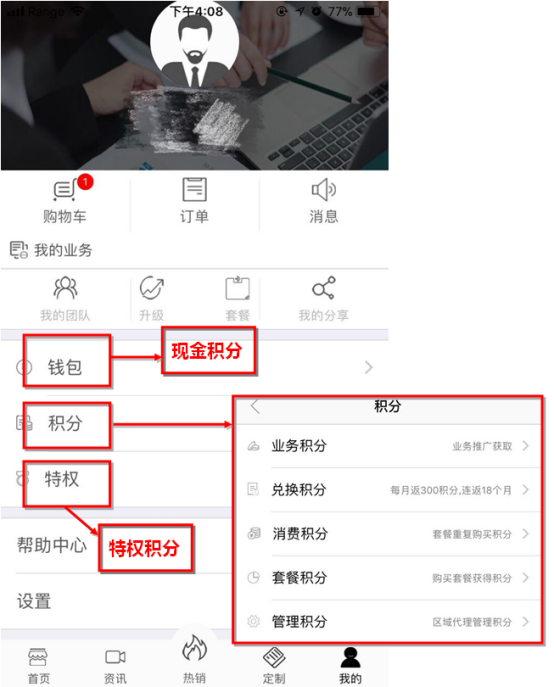 Rango 下午4:08 77%
1
购物车 订单 消息
我的业务
我的团队 升级 套餐 我的分享
钱包
现金积分
积分
特权
特权积分
帮助中心
设置
首页 资讯 热销 定制 我的
积分
业务积分 业务推广获取
兑换积分 每月返300积分,连返18个月
消费积分 套餐重复购买积分
套餐积分 购买套餐获得积分
管理积分 区域代理管理积分